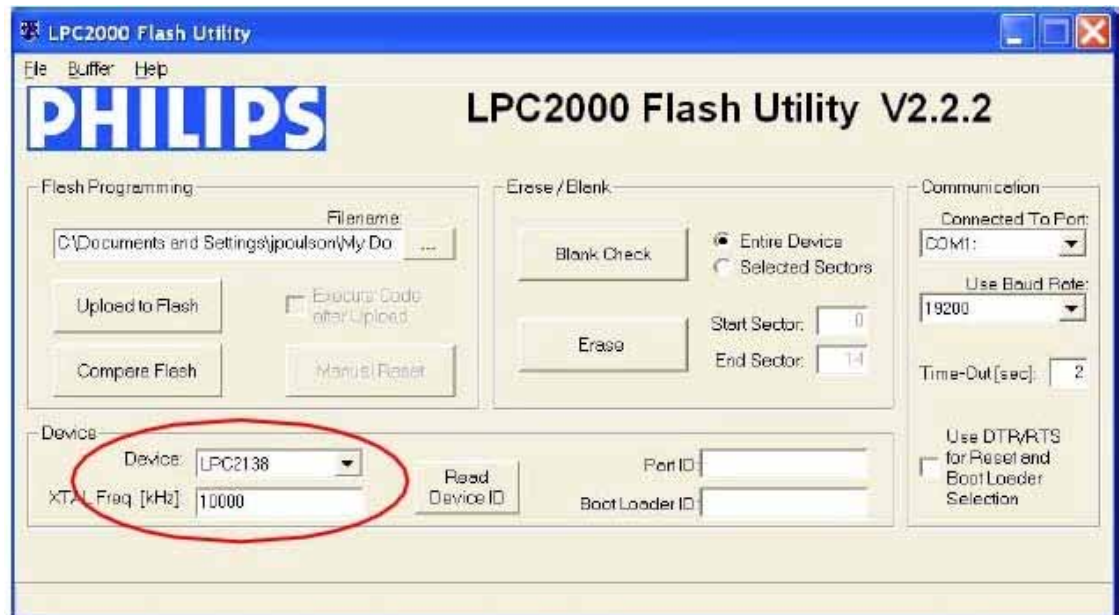 LPC2000 Flash Utility
File Buffer Help
PHILIPS
LPC2000 Flash Utility V2.2.2
Flash Programming
Filename:
C:\Documents and Settings\jpoulson\My Do
...
Upload to Flash
Execute Code
after Upload
Compare Flash
Manual Reset
Erase / Blank
Blank Check
Entire Device
Selected Sectors
Erase
Start Sector: 0
End Sector: 14
Communication
Connected To Port:
COM1:
Use Baud Rate:
19200
Time-Out [sec]: 2
Use DTR/RTS
for Reset and
Boot Loader
Selection
Device
Device: LPC2138
XTAL Freq. [kHz]: 10000
Read
Device ID
Part ID:
Boot Loader ID: